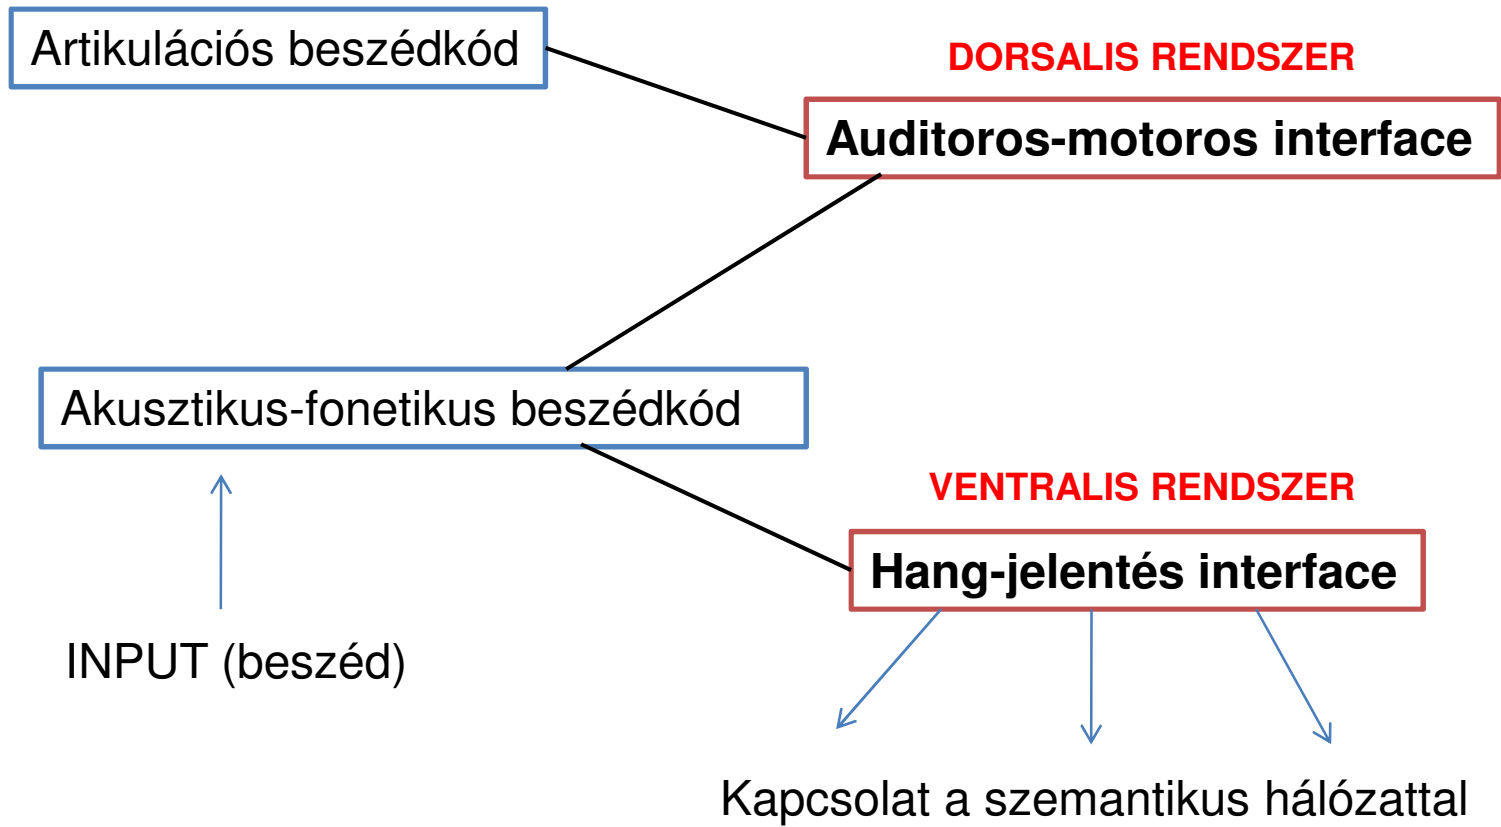 Artikulációs beszédkód
DORSALIS RENDSZER
Auditoros-motoros interface
Akusztikus-fonetikus beszédkód
VENTRALIS RENDSZER
Hang-jelentés interface
INPUT (beszéd)
Kapcsolat a szemantikus hálózattal